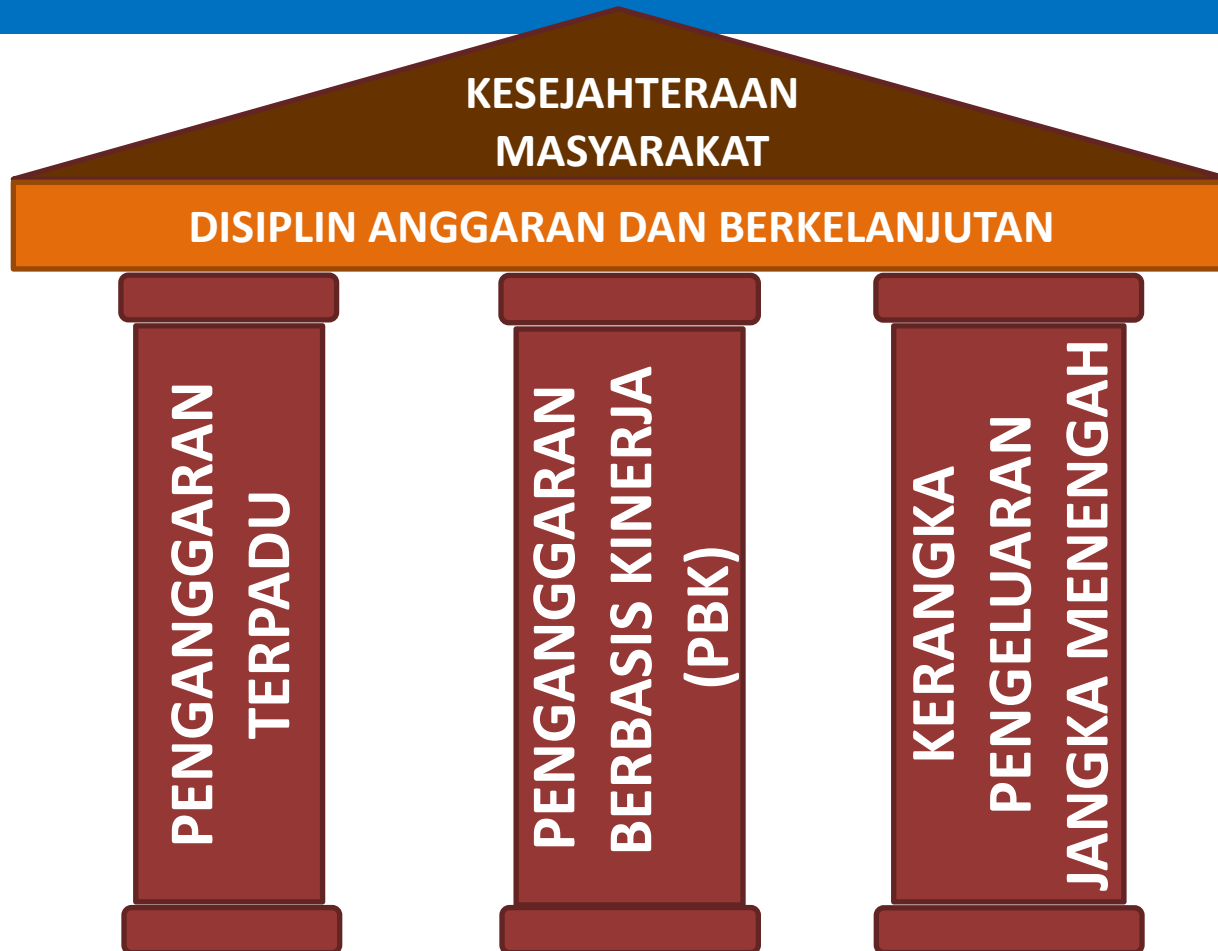 KESEJAHTERAAN
MASYARAKAT
DISIPLIN ANGGARAN DAN BERKELANJUTAN
PENGANGGARAN
TERPADU
PENGANGGARAN
BERBASIS KINERJA
(PBK)
KERANGKA
PENGELUARAN
JANGKA MENENGAH